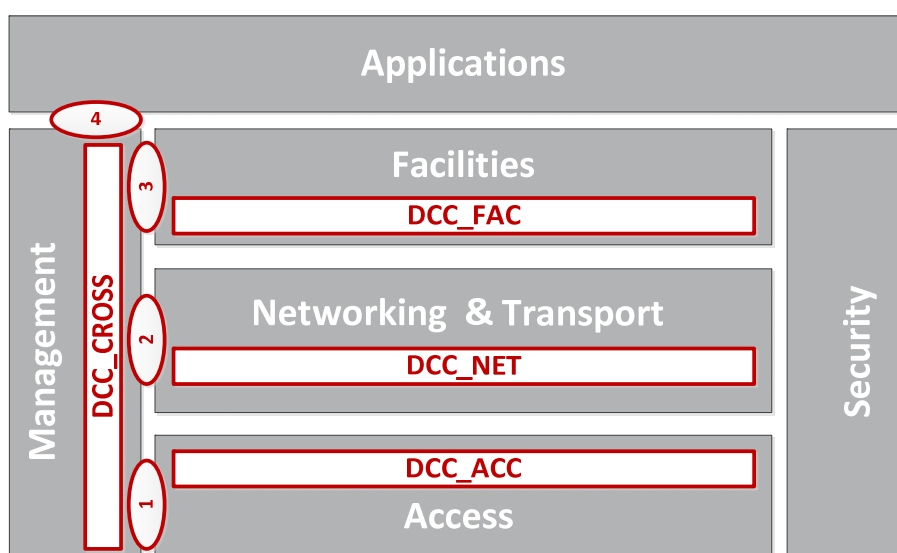 Applications
4
Facilities
3
DCC_FAC
Management
DCC_CROSS
Networking & Transport
2
DCC_NET
Security
DCC_ACC
1
Access